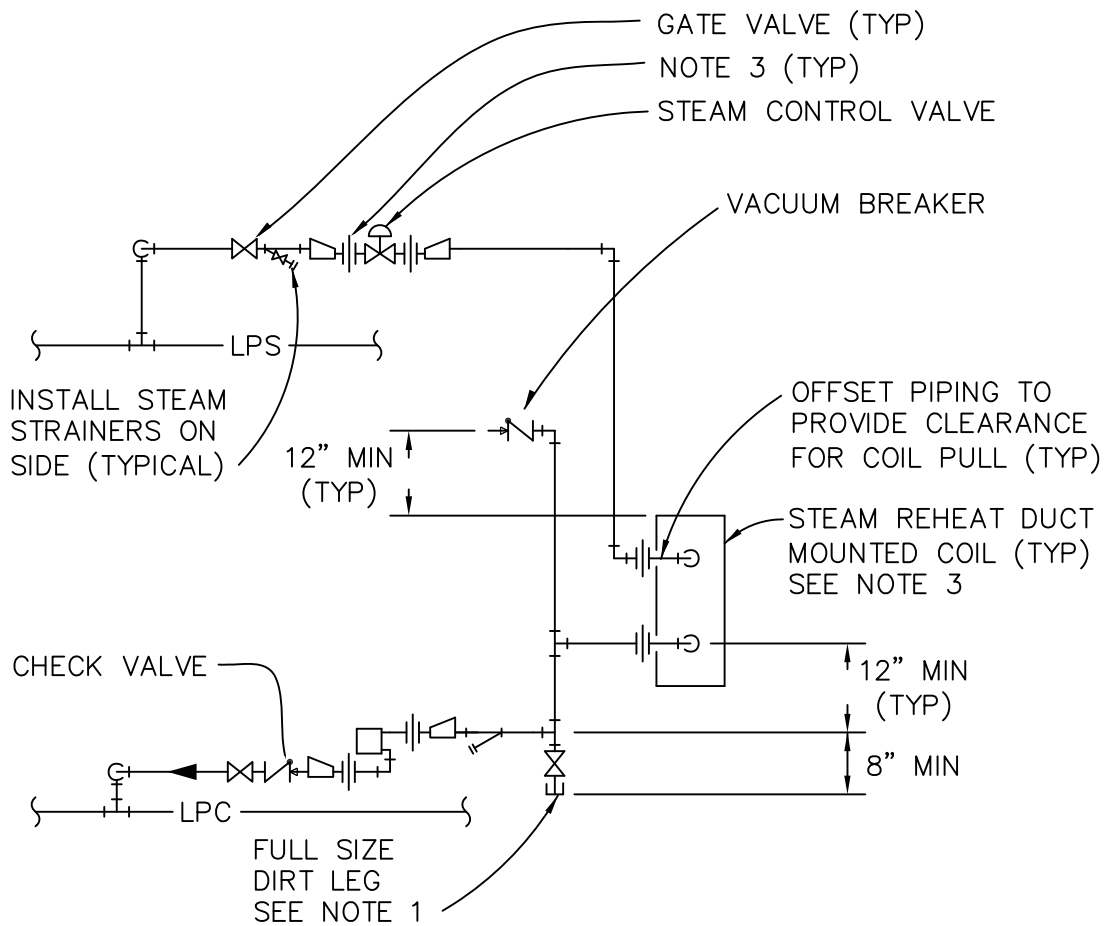 GATE VALVE (TYP)
NOTE 3 (TYP)
STEAM CONTROL VALVE
VACUUM BREAKER
LPS
INSTALL STEAM
STRAINERS ON
SIDE (TYPICAL)
12” MIN
(TYP)
OFFSET PIPING TO
PROVIDE CLEARANCE
FOR COIL PULL (TYP)
STEAM REHEAT DUCT
MOUNTED COIL (TYP)
SEE NOTE 3
CHECK VALVE
12” MIN
(TYP)
8” MIN
LPC
FULL SIZE
DIRT LEG
SEE NOTE 1